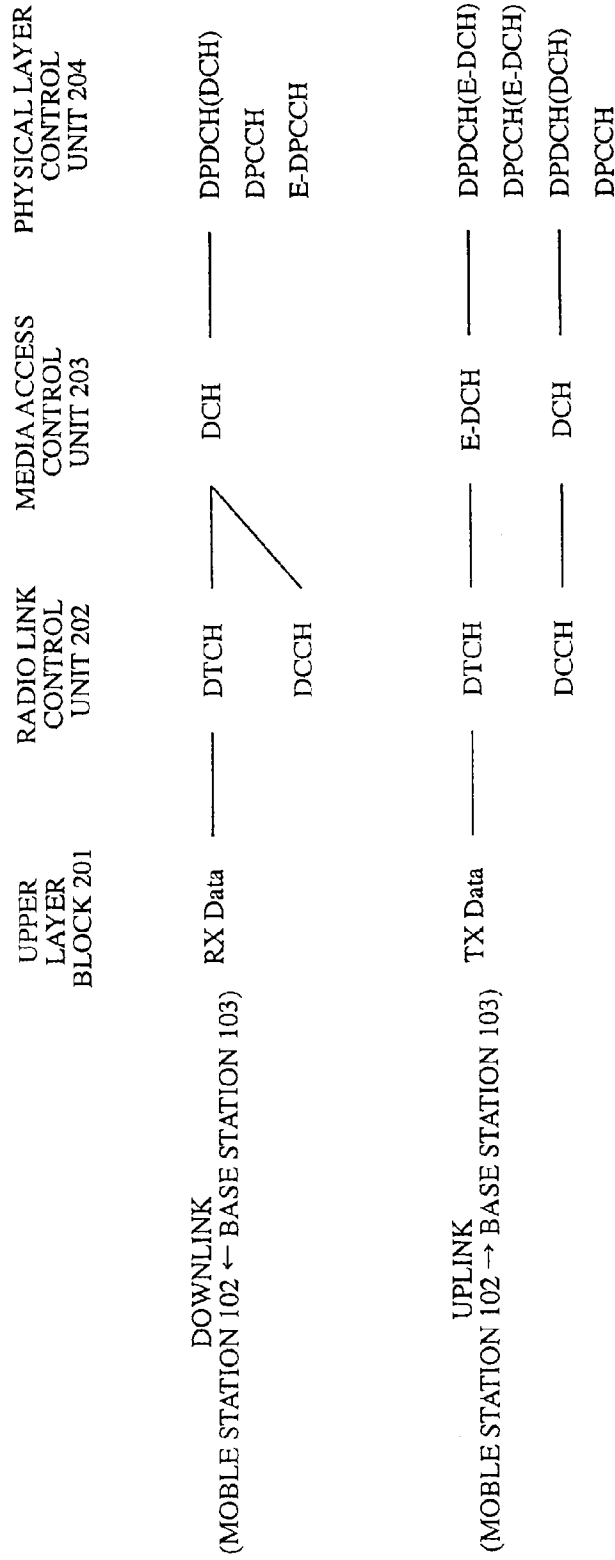 UPPER
LAYER
BLOCK 201
RADIO LINK
CONTROL
UNIT 202
MEDIA ACCESS
CONTROL
UNIT 203
PHYSICAL LAYER
CONTROL
UNIT 204
DOWNLINK
(MOBLE STATION 102 ← BASE STATION 103)
RX Data
DTCH
DCH
DPDCH(DCH)
DPCCH
DCCH
E-DPCCH
UPLINK
(MOBLE STATION 102 → BASE STATION 103)
TX Data
DTCH
E-DCH
DPDCH(E-DCH)
DPCCH(E-DCH)
DCCH
DCH
DPDCH(DCH)
DPCCH